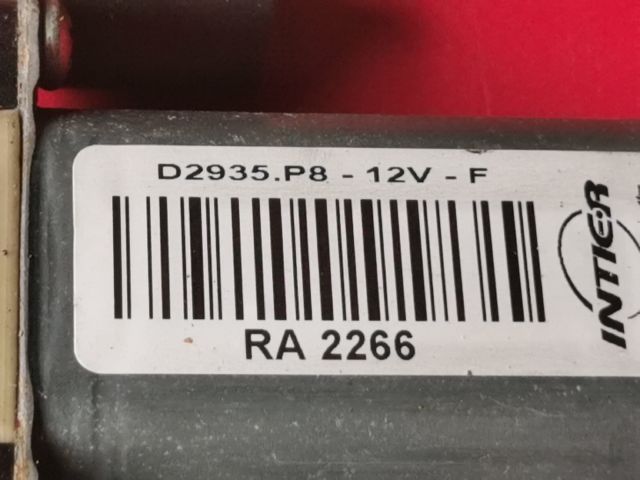 D2935.P8 - 12V - F
RA 2266
INTIER